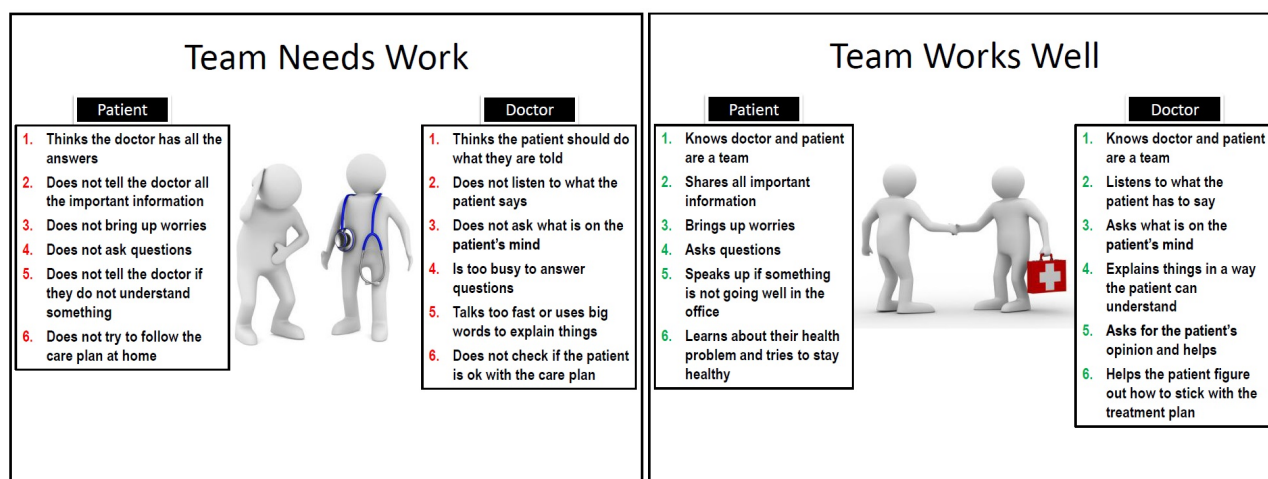 Team Needs Work
Patient
1. Thinks the doctor has all the
answers
2. Does not tell the doctor all
the important information
3. Does not bring up worries
4. Does not ask questions
5. Does not tell the doctor if
they do not understand
something
6. Does not try to follow the
care plan at home
Doctor
1. Thinks the patient should do
what they are told
2. Does not listen to what the
patient says
3. Does not ask what is on the
patient's mind
4. Is too busy to answer
questions
5. Talks too fast or uses big
words to explain things
6. Does not check if the patient
is ok with the care plan
Team Works Well
Patient
1. Knows doctor and patient
are a team
2. Shares all important
information
3. Brings up worries
4. Asks questions
5. Speaks up if something
is not going well in the
office
6. Learns about their health
problem and tries to stay
healthy
Doctor
1. Knows doctor and patient
are a team
2. Listens to what the
patient has to say
3. Asks what is on the
patient's mind
4. Explains things in a way
the patient can
understand
5. Asks for the patient's
opinion and helps
6. Helps the patient figure
out how to stick with the
treatment plan